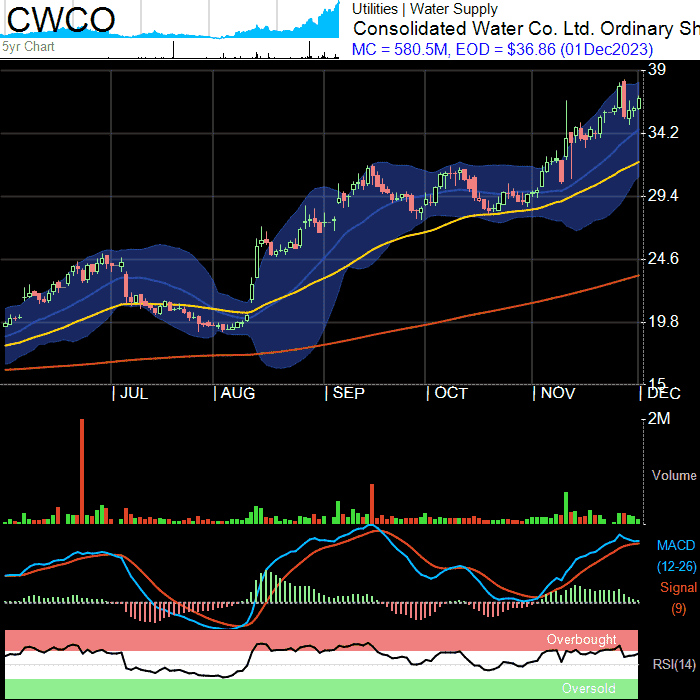 CWCO
5yr Chart
Utilities | Water Supply
Consolidated Water Co. Ltd. Ordinary Sh
MC = 580.5M, EOD = $36.86 (01Dec2023)
39
34.2
29.4
24.6
19.8
15
JUL AUG SEP OCT NOV DEC
2M
Volume
MACD
(12-26)
Signal
(9)
Overbought
RSI(14)
Oversold